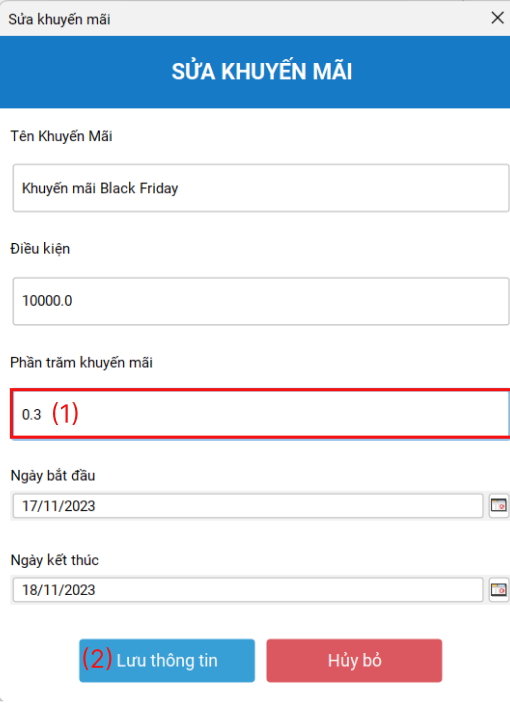 Sửa khuyến mãi
SỬA KHUYẾN MÃI
Tên Khuyến Mãi
Khuyến mãi Black Friday
Điều kiện
10000.0
Phần trăm khuyến mãi
0.3 (1)
Ngày bắt đầu
17/11/2023
Ngày kết thúc
18/11/2023
(2) Lưu thông tin Hủy bỏ